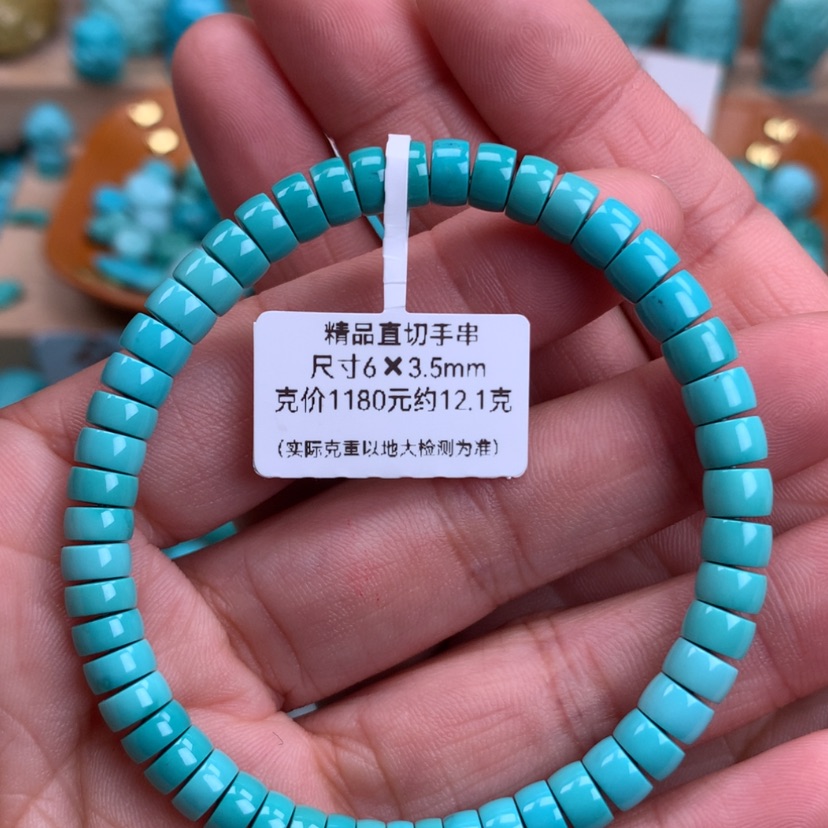 精品直切手串
尺寸6×3.5mm
克价1180元约12.1克
(实际克重以地大检测为准)